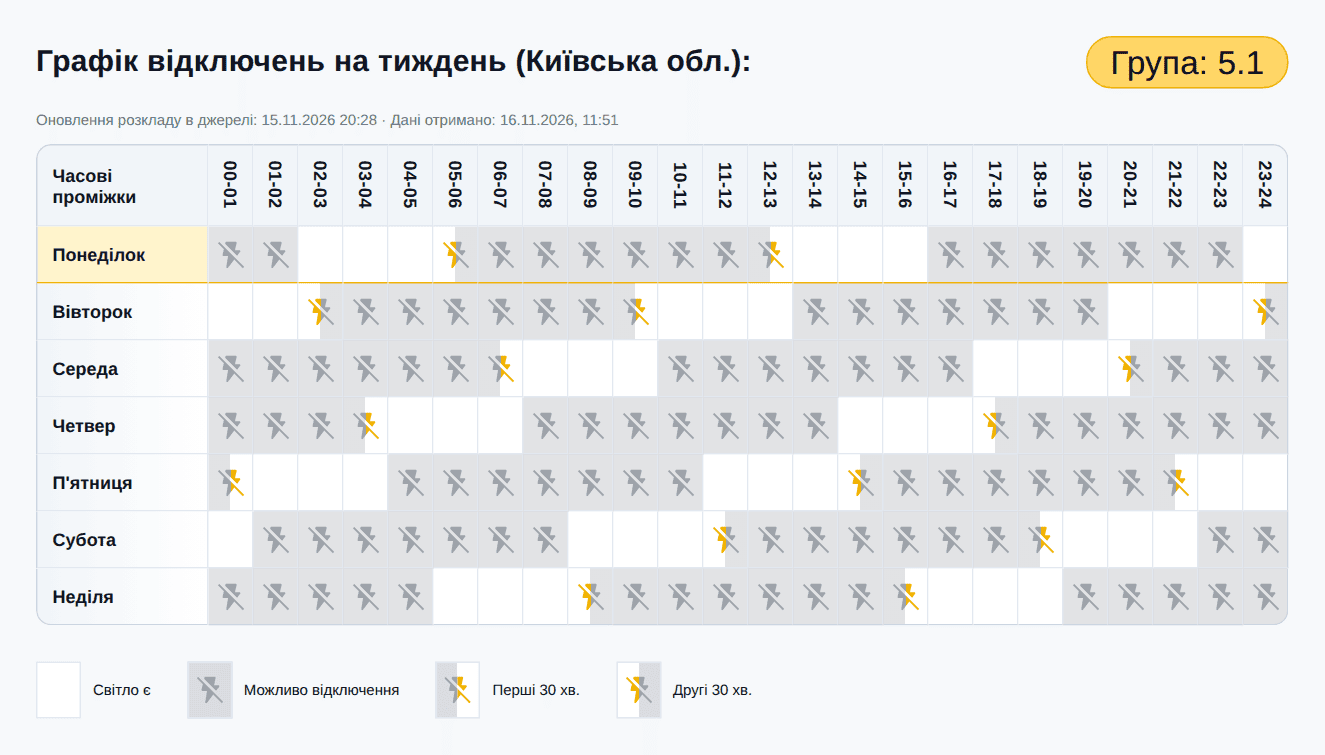 Графік відключень на тиждень (Київська обл.):
Група: 5.1
Оновлення розкладу в джерелі: 15.11.2026 20:28 · Дані отримано: 16.11.2026, 11:51
Часові
проміжки
00-01
01-02
02-03
03-04
04-05
05-06
06-07
07-08
08-09
09-10
10-11
11-12
12-13
13-14
14-15
15-16
16-17
17-18
18-19
19-20
20-21
21-22
22-23
23-24
Понеділок
Вівторок
Середа
Четвер
П'ятниця
Субота
Неділя
Світло є
Можливо відключення
Перші 30 хв.
Другі 30 хв.